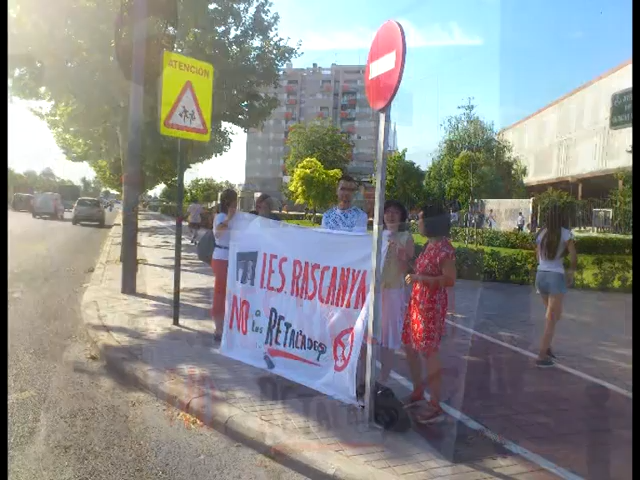 ATENCIÓN
I.E.S. RASCANYA
NO a los RETALLADES